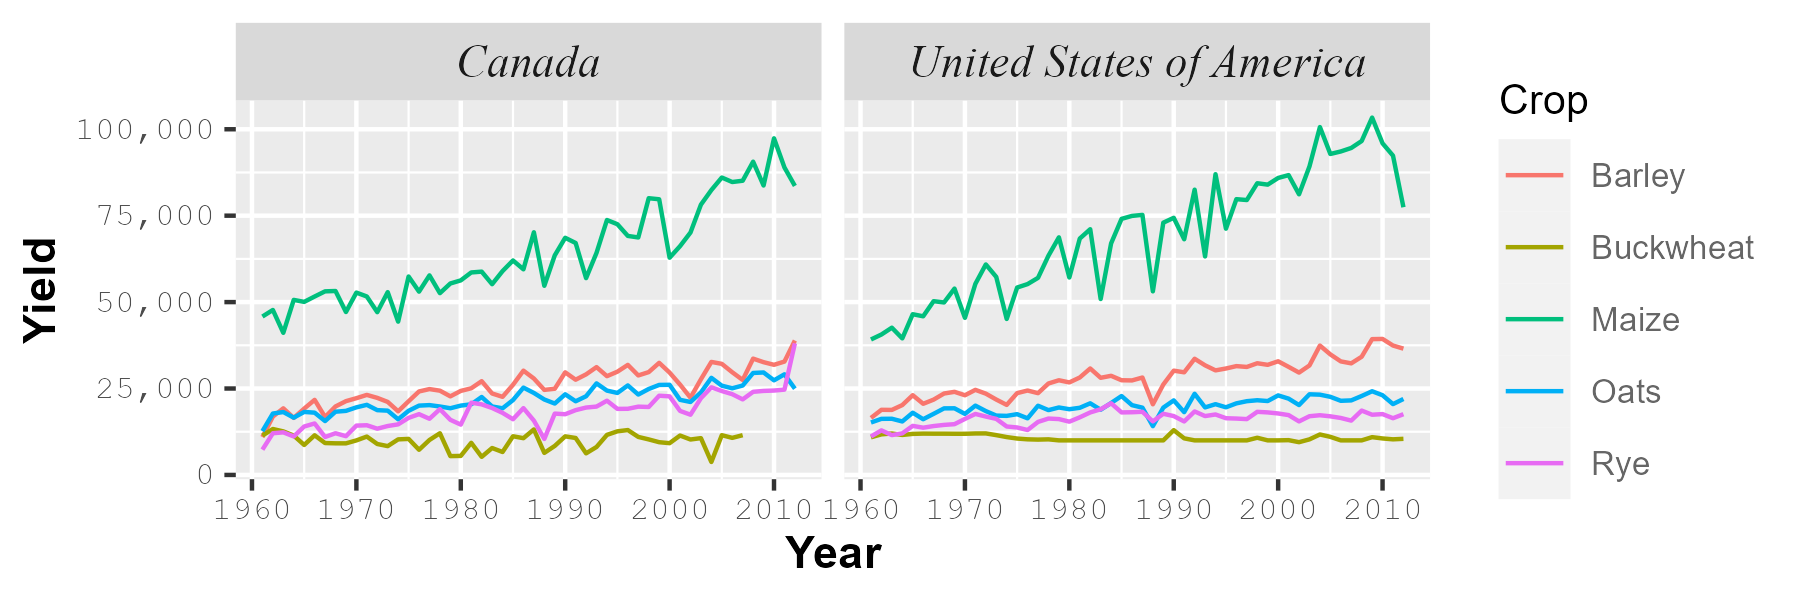 Canada United States of America
Crop
Barley
Buckwheat
Maize
Oats
Rye
Yield
100,000
75,000
50,000
25,000
0
1960 1970 1980 1990 2000 2010 1960 1970 1980 1990 2000 2010
Year